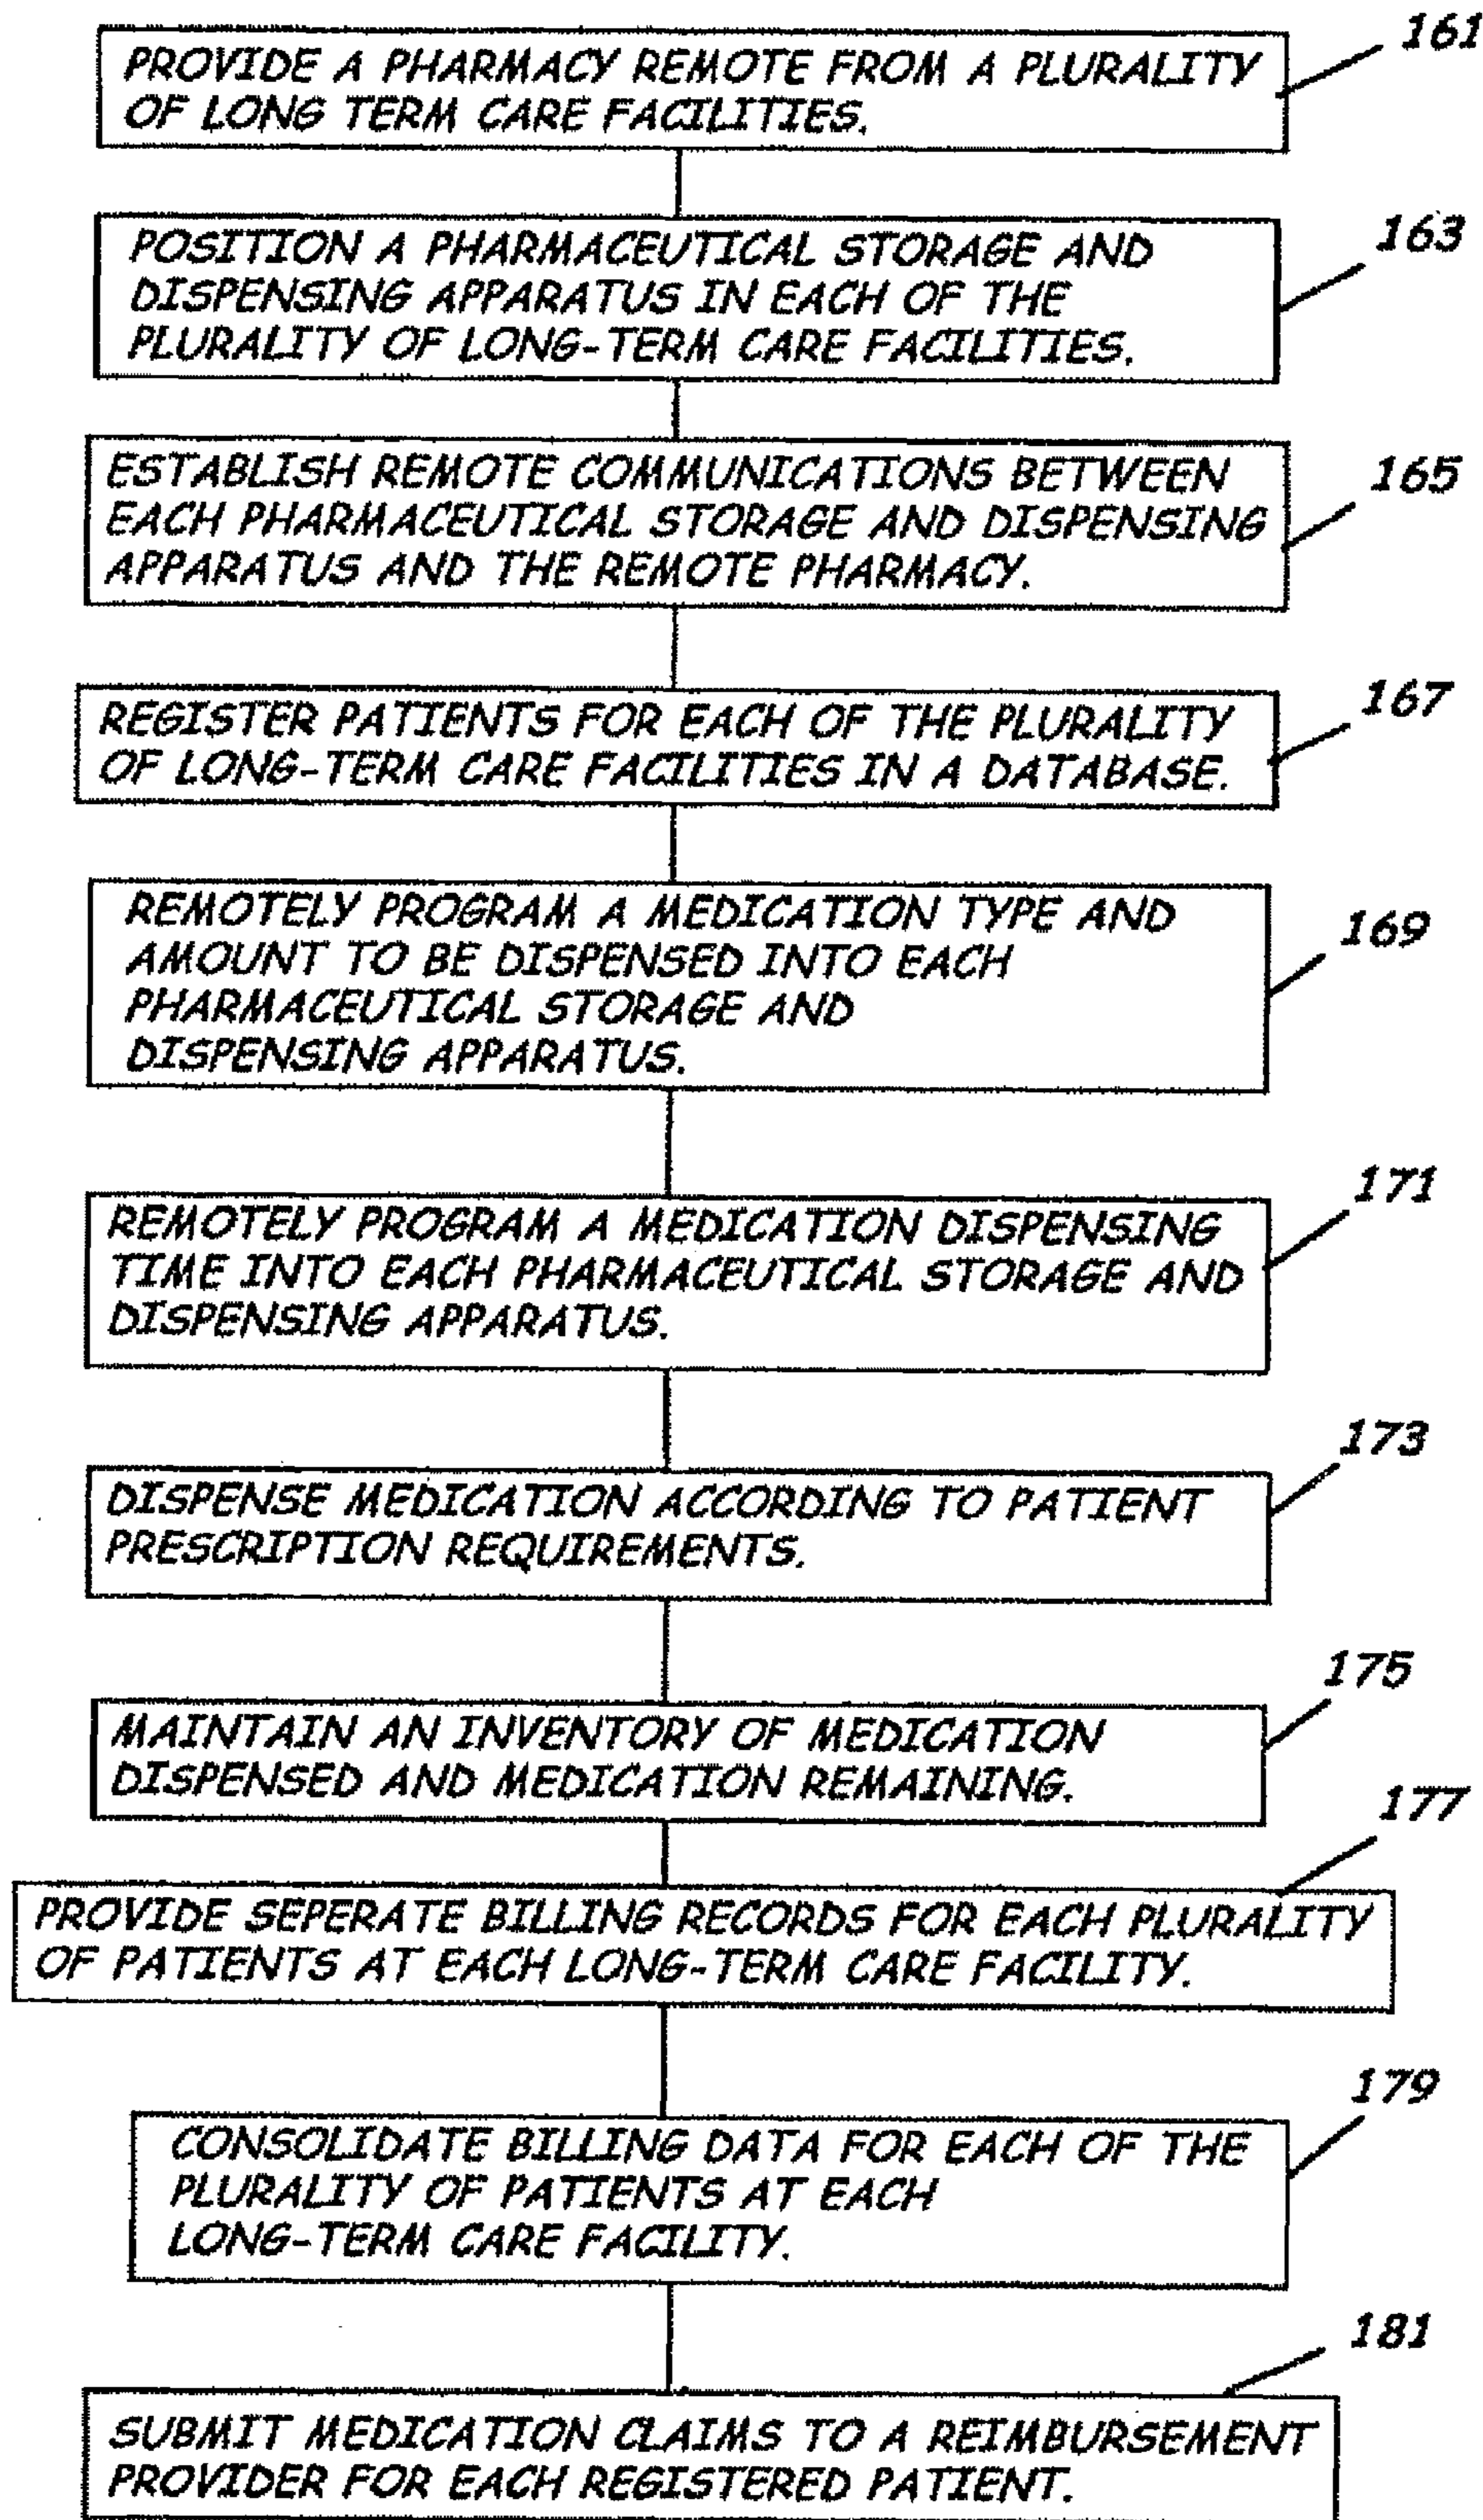 161
PROVIDE A PHARMACY REMOTE FROM A PLURALITY
OF LONG TERM CARE FACILITIES.
163
POSITION A PHARMACEUTICAL STORAGE AND
DISPENSING APPARATUS IN EACH OF THE
PLURALITY OF LONG-TERM CARE FACILITIES.
165
ESTABLISH REMOTE COMMUNICATIONS BETWEEN
EACH PHARMACEUTICAL STORAGE AND DISPENSING
APPARATUS AND THE REMOTE PHARMACY.
167
REGISTER PATIENTS FOR EACH OF THE PLURALITY
OF LONG-TERM CARE FACILITIES IN A DATABASE.
169
REMOTELY PROGRAM A MEDICATION TYPE AND
AMOUNT TO BE DISPENSED INTO EACH
PHARMACEUTICAL STORAGE AND
DISPENSING APPARATUS.
171
REMOTELY PROGRAM A MEDICATION DISPENSING
TIME INTO EACH PHARMACEUTICAL STORAGE AND
DISPENSING APPARATUS.
173
DISPENSE MEDICATION ACCORDING TO PATIENT
PRESCRIPTION REQUIREMENTS.
175
MAINTAIN AN INVENTORY OF MEDICATION
DISPENSED AND MEDICATION REMAINING.
177
PROVIDE SEPERATE BILLING RECORDS FOR EACH PLURALITY
OF PATIENTS AT EACH LONG-TERM CARE FACILITY.
179
CONSOLIDATE BILLING DATA FOR EACH OF THE
PLURALITY OF PATIENTS AT EACH
LONG-TERM CARE FACILITY.
181
SUBMIT MEDICATION CLAIMS TO A REIMBURSEMENT
PROVIDER FOR EACH REGISTERED PATIENT.